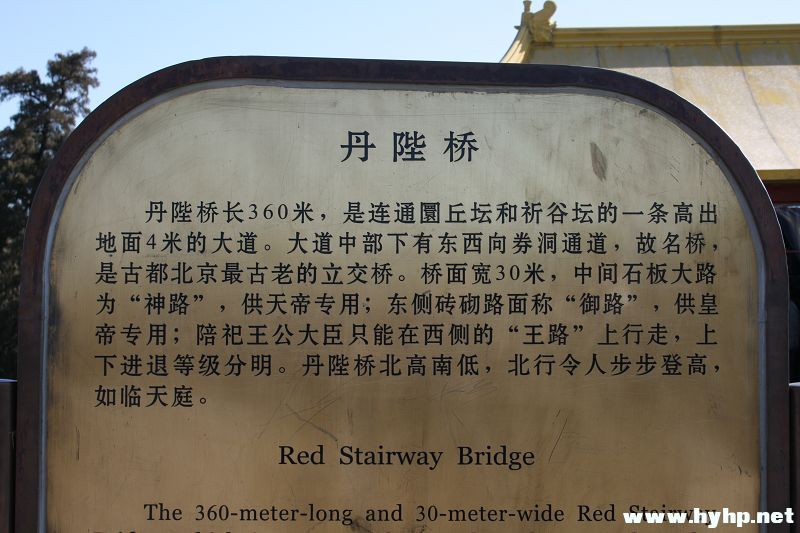 丹陛桥
丹陛桥长360米，是连通圜丘坛和祈谷坛的一条高出
地面4米的大道。大道中部下有东西向券洞通道，故名桥，
是古都北京最古老的立交桥。桥面宽30米，中间石板大路
为“神路”，供天帝专用；东侧砖砌路面称“御路”，供皇
帝专用；陪祀王公大臣只能在西侧的“王路”上行走，上
下进退等级分明。丹陛桥北高南低，北行令人步步登高，
如临天庭。
Red Stairway Bridge
The 360-meter-long and 30-meter-wide Red Stairway
www.hyhp.net